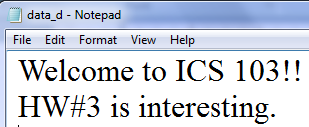 data_d - Notepad
File Edit Format View Help
Welcome to ICS 103!!
HW#3 is interesting.